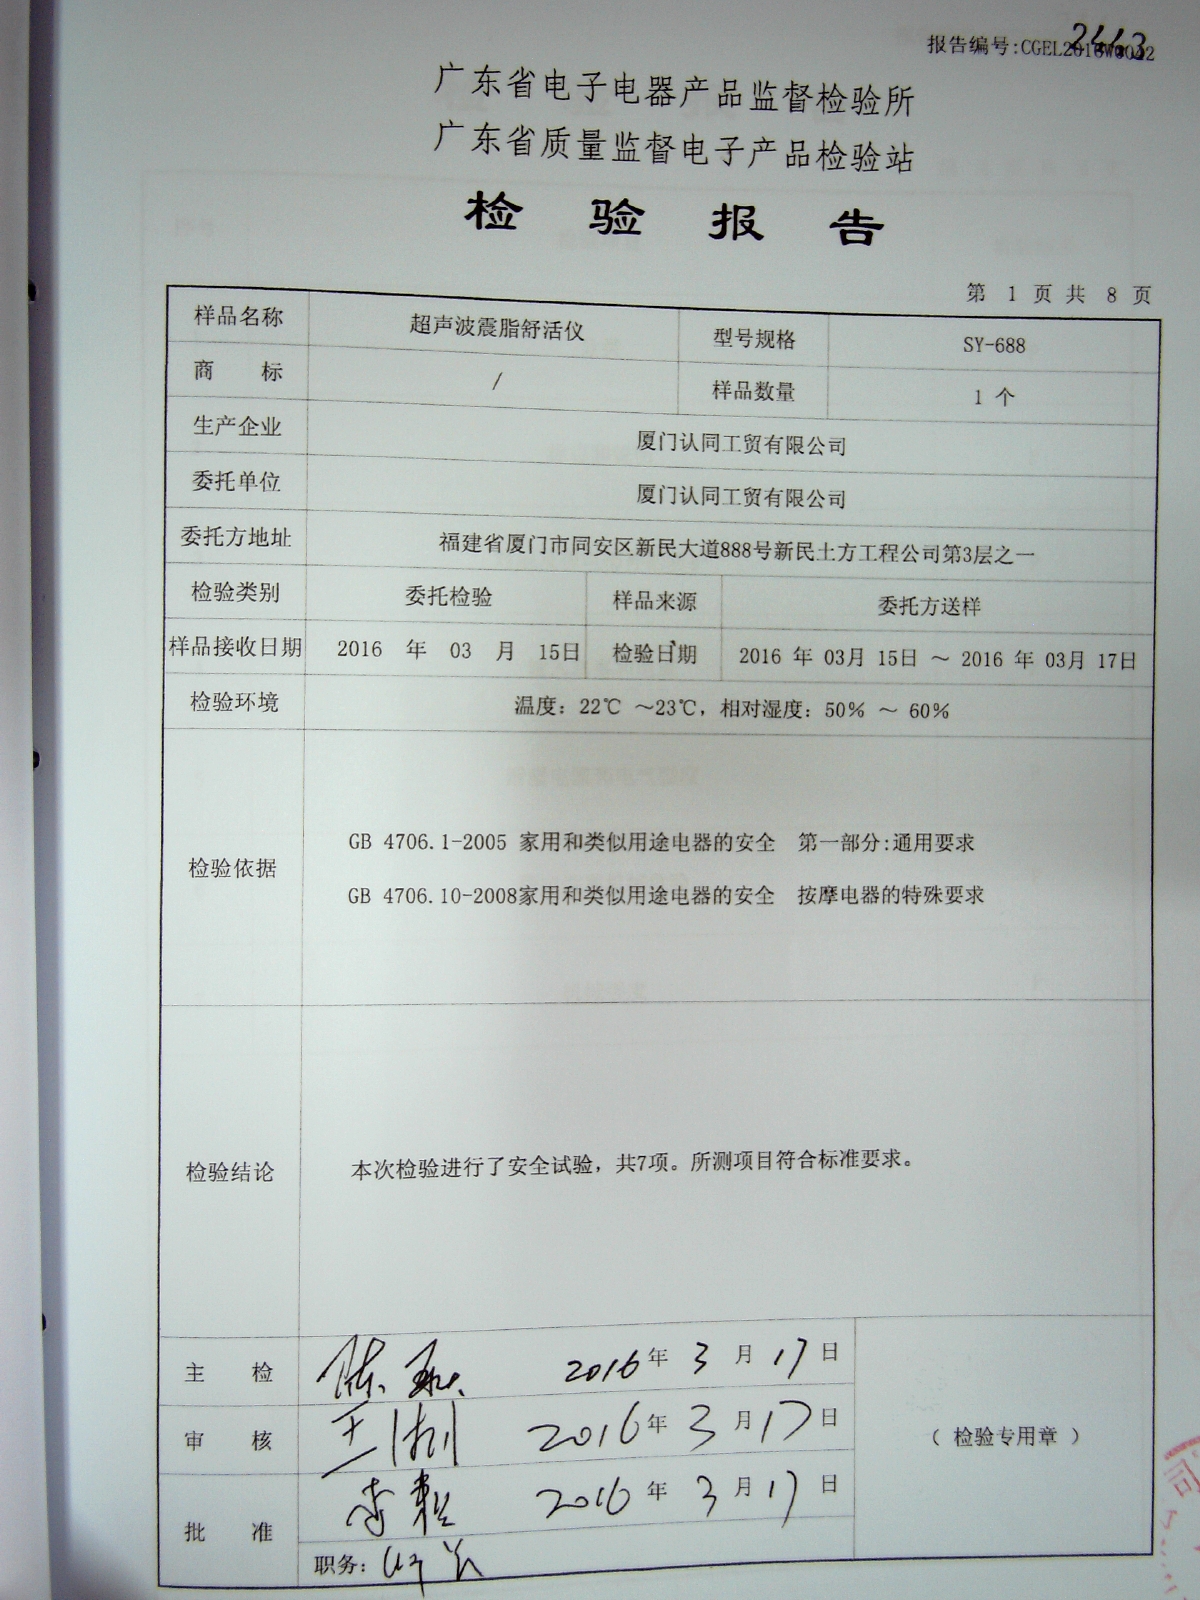 报告编号:CGEL2016W0042
2443
广东省电子电器产品监督检验所
广东省质量监督电子产品检验站
检 验 报 告
第 1 页 共 8 页
样品名称 超声波震脂舒活仪 型号规格 SY-688
商 标 / 样品数量 1 个
生产企业 厦门认同工贸有限公司
委托单位 厦门认同工贸有限公司
委托方地址 福建省厦门市同安区新民大道888号新民土方工程公司第3层之一
检验类别 委托检验 样品来源 委托方送样
样品接收日期 2016 年 03 月 15日 检验日期 2016 年 03月 15日 ~ 2016 年 03月 17日
检验环境 温度: 22℃ ~23℃, 相对湿度: 50% ~ 60%
GB 4706.1-2005 家用和类似用途电器的安全 第一部分:通用要求
检验依据
GB 4706.10-2008家用和类似用途电器的安全 按摩电器的特殊要求
检验结论 本次检验进行了安全试验, 共7项。所测项目符合标准要求。
主 检 2016 年 3 月 17 日
审 核 2016 年 3 月 17 日
(检验专用章)
批 准 2016 年 3 月 17 日
职务:
司